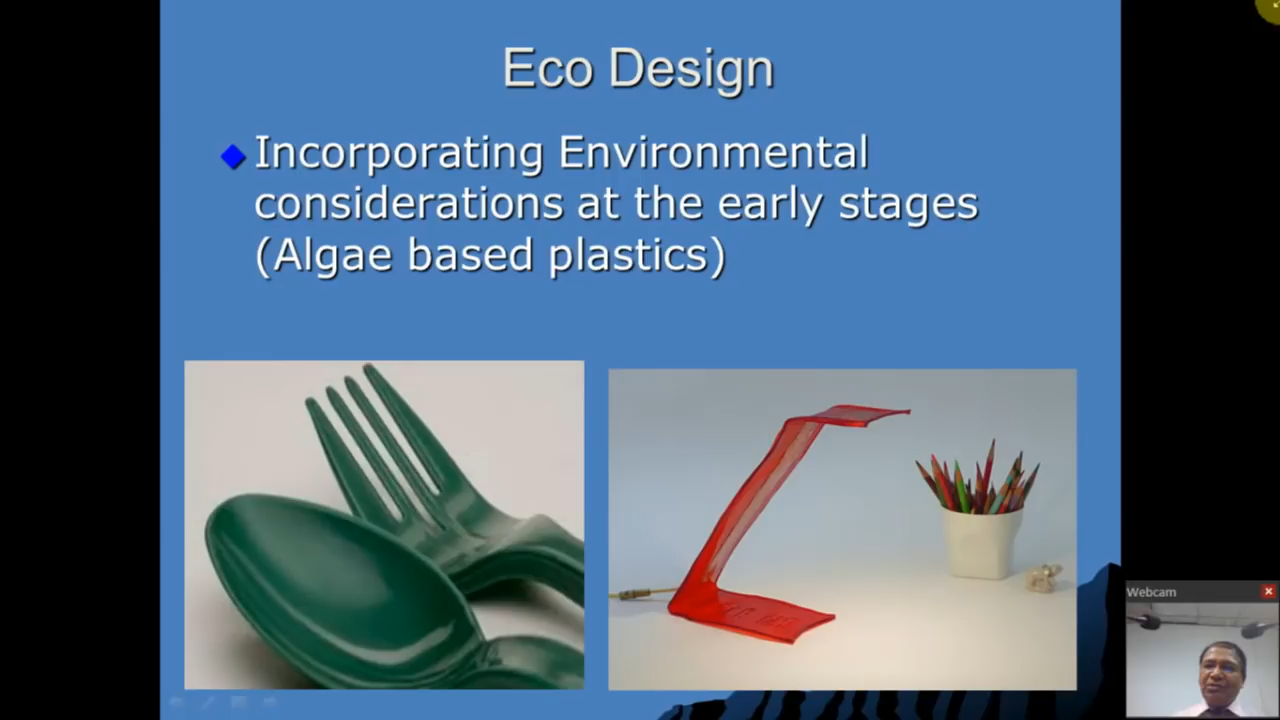 Eco Design
Incorporating Environmental
considerations at the early stages
(Algae based plastics)
Webcam